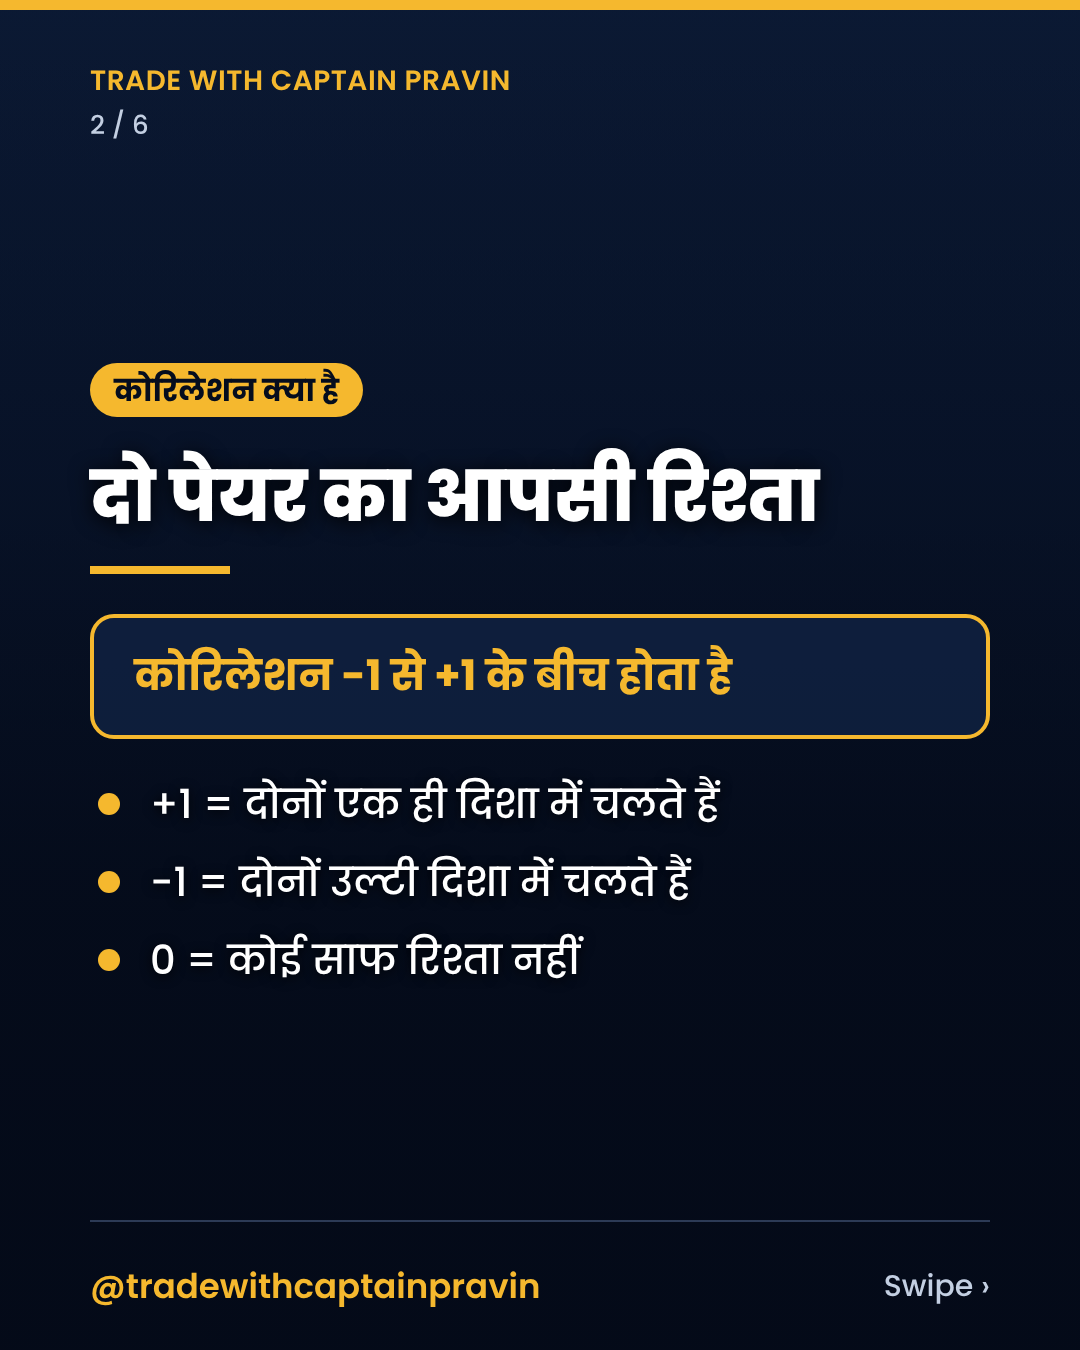 TRADE WITH CAPTAIN PRAVIN
2 / 6
कोरिलेशन क्या है
दो पेयर का आपसी रिश्ता
कोरिलेशन -1 से +1 के बीच होता है
+1 = दोनों एक ही दिशा में चलते हैं
-1 = दोनों उल्टी दिशा में चलते हैं
0 = कोई साफ रिश्ता नहीं
@tradewithcaptainpravin
Swipe ›